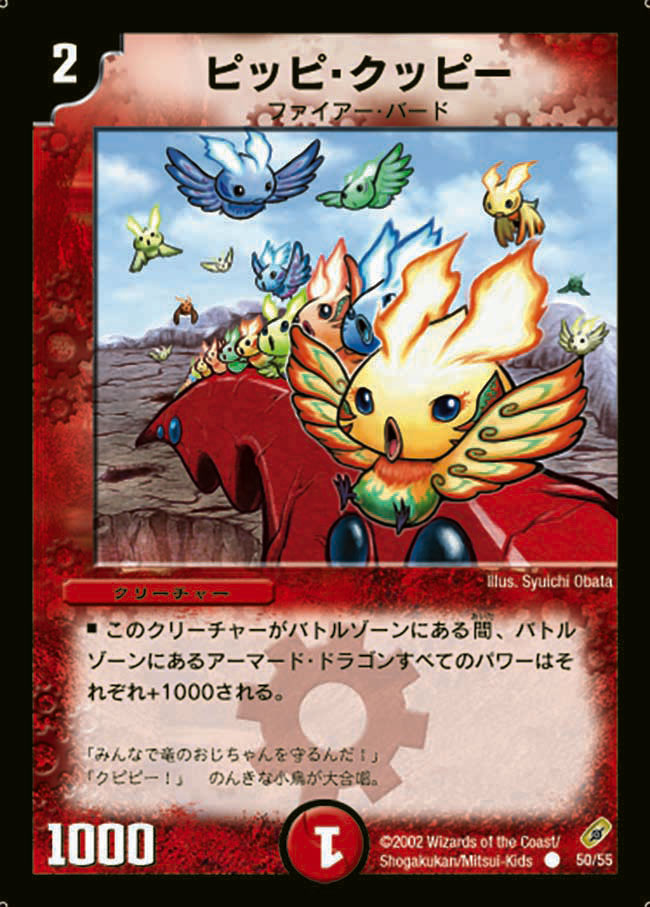 2
ピッピ・クッピー
ファイアー・バード
Illus. Syuichi Obata
クリーチャー
■ このクリーチャーがバトルゾーンにある間、バトル
あいだ
ゾーンにあるアーマード・ドラゴンすべてのパワーはそ
れぞれ+1000される。
「みんなで竜のおじちゃんを守るんだ！」
「クピピー！」　のんきな小鳥が大合唱。
1000
1
©2002 Wizards of the Coast/
Shogakukan/Mitsui-Kids
50/55